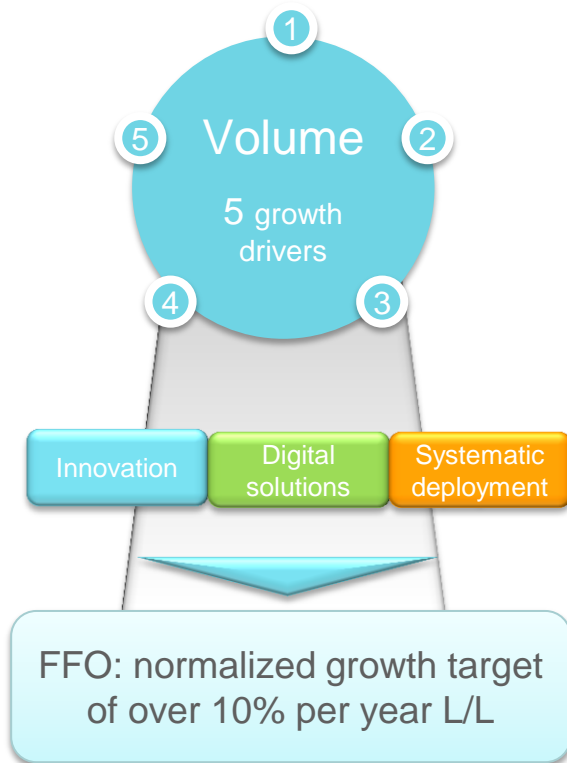 1
5
Volume
2
5 growth
drivers
4
3
Innovation
Digital
solutions
Systematic
deployment
FFO: normalized growth target
of over 10% per year L/L